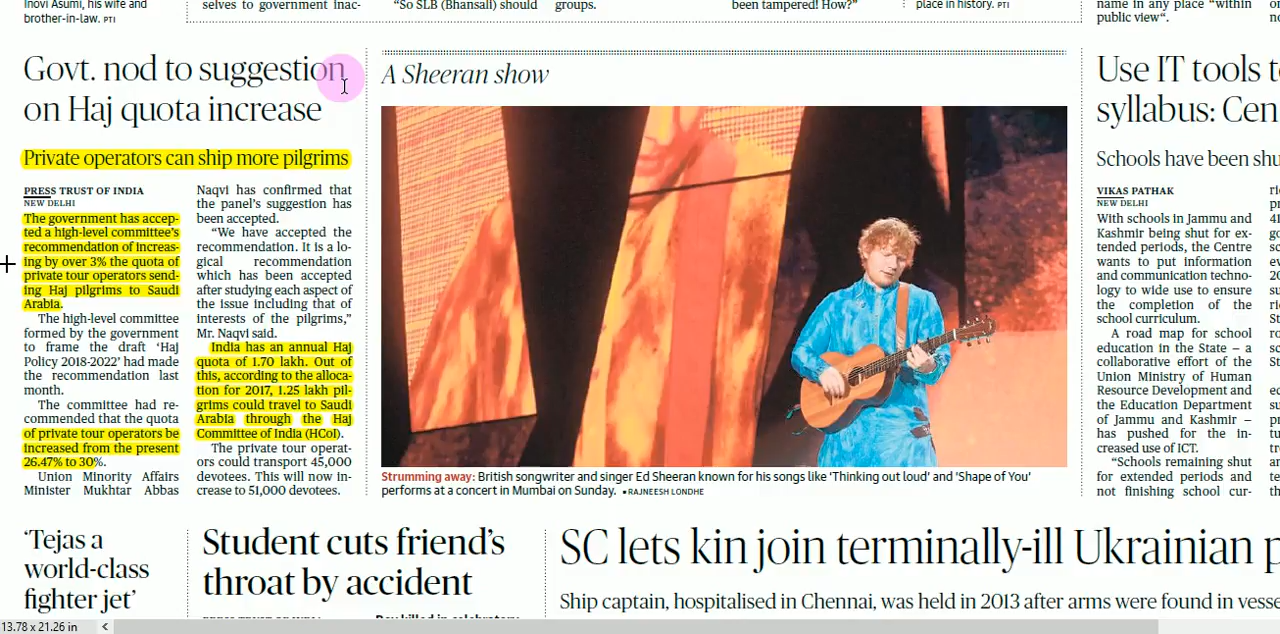 Inovi Asumi, his wife and
brother-in-law. PTI
selves to government inac-
“So SLB (Bhansali) should
groups.
been tampered! How?”
place in history. PTI
name in any place “within
public view“.
Govt. nod to suggestion
on Haj quota increase
Private operators can ship more pilgrims
PRESS TRUST OF INDIA
NEW DELHI
The government has accep-
ted a high-level committee’s
recommendation of increas-
ing by over 3% the quota of
private tour operators send-
ing Haj pilgrims to Saudi
Arabia.
The high-level committee
formed by the government
to frame the draft ‘Haj
Policy 2018-2022’ had made
the recommendation last
month.
The committee had re-
commended that the quota
of private tour operators be
increased from the present
26.47% to 30%.
Union Minority Affairs
Minister Mukhtar Abbas
Naqvi has confirmed that
the panel’s suggestion has
been accepted.
“We have accepted the
recommendation. It is a lo-
gical recommendation
which has been accepted
after studying each aspect of
the issue including that of
interests of the pilgrims,”
Mr. Naqvi said.
India has an annual Haj
quota of 1.70 lakh. Out of
this, according to the alloca-
tion for 2017, 1.25 lakh pil-
grims could travel to Saudi
Arabia through the Haj
Committee of India (HCoI).
The private tour operat-
ors could transport 45,000
devotees. This will now in-
crease to 51,000 devotees.
A Sheeran show
Strumming away: British songwriter and singer Ed Sheeran known for his songs like ‘Thinking out loud’ and ‘Shape of You’
performs at a concert in Mumbai on Sunday. • RAJNEESH LONDHE
Use IT tools
syllabus: Cen
Schools have been shu
VIKAS PATHAK
NEW DELHI
With schools in Jammu and
Kashmir being shut for ex-
tended periods, the Centre
wants to put information
and communication techno-
logy to wide use to ensure
the completion of the
school curriculum.
A road map for school
education in the State – a
collaborative effort of the
Union Ministry of Human
Resource Development and
the Education Department
of Jammu and Kashmir –
has pushed for the in-
creased use of ICT.
“Schools remaining shut
for extended periods and
not finishing school cur-
‘Tejas a
world-class
fighter jet’
Student cuts friend’s
throat by accident
SC lets kin join terminally-ill Ukrainian p
Ship captain, hospitalised in Chennai, was held in 2013 after arms were found in vesse
13.78 x 21.26 in